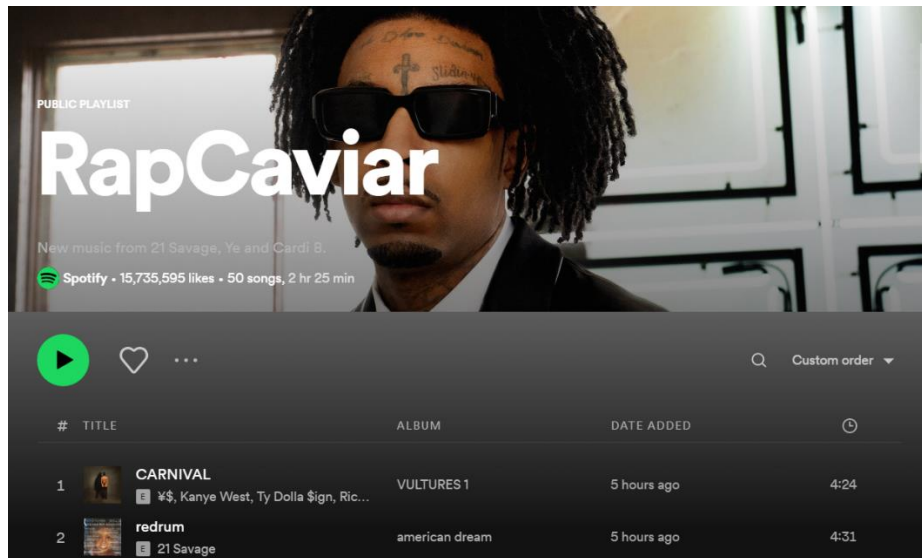 PUBLIC PLAYLIST
RapCaviar
New music from 21 Savage, Ye and Cardi B.
Spotify • 15,735,595 likes • 50 songs, 2 hr 25 min
Custom order
# TITLE ALBUM DATE ADDED
1 CARNIVAL VULTURES 1 5 hours ago 4:24
E ¥$, Kanye West, Ty Dolla $ign, Ric...
2 redrum american dream 5 hours ago 4:31
E 21 Savage